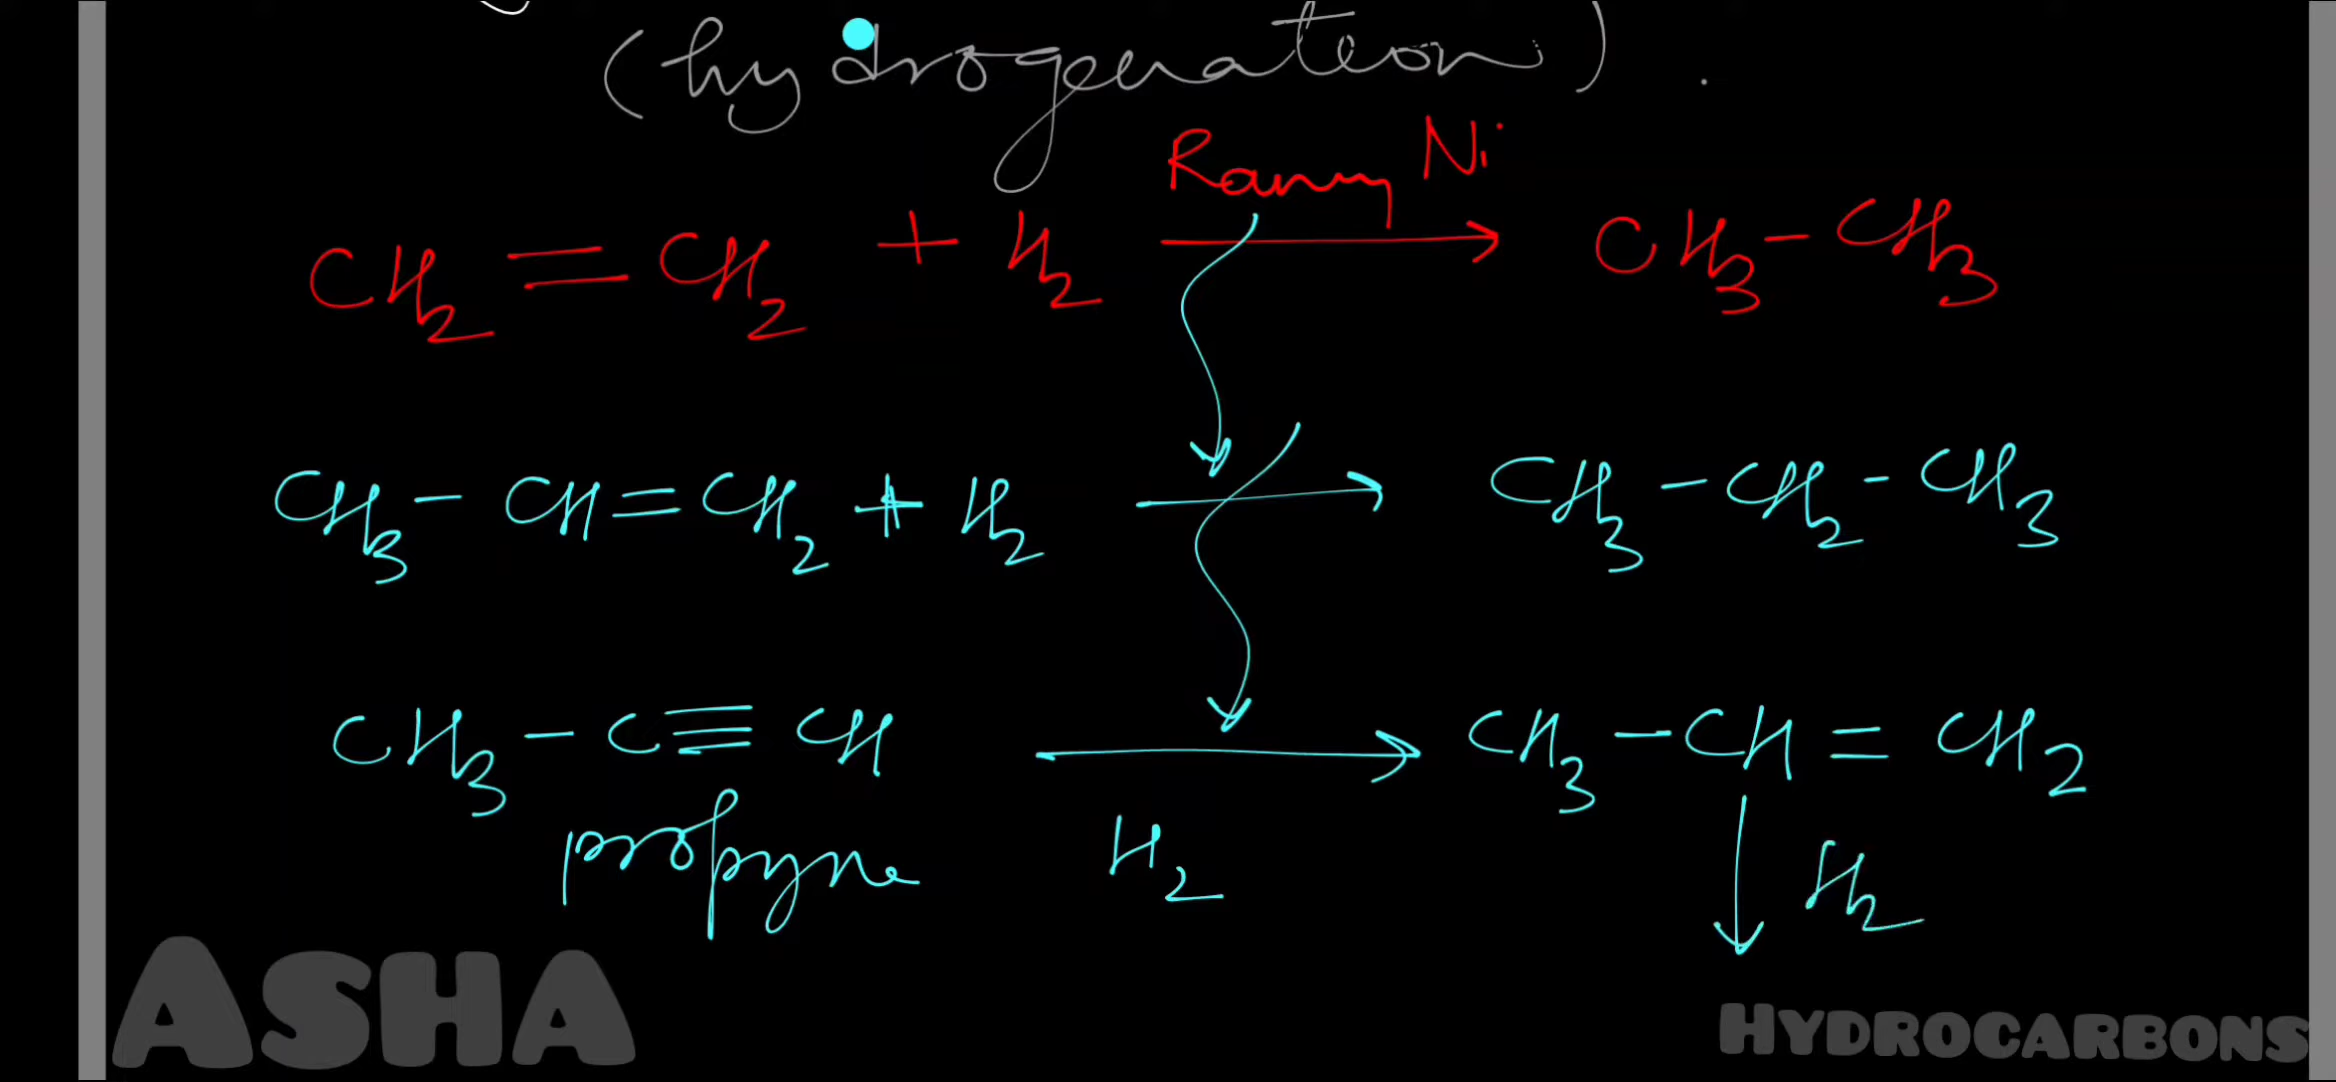 (hydrogenation).
Raney Ni
CH2 = CH2 + H2 → CH3 - CH3
CH3 - CH = CH2 + H2 → CH3 - CH2 - CH3
CH3 - C ≡ CH → CH3 - CH = CH2
propyne H2 ↓ H2
ASHA
HYDROCARBONS